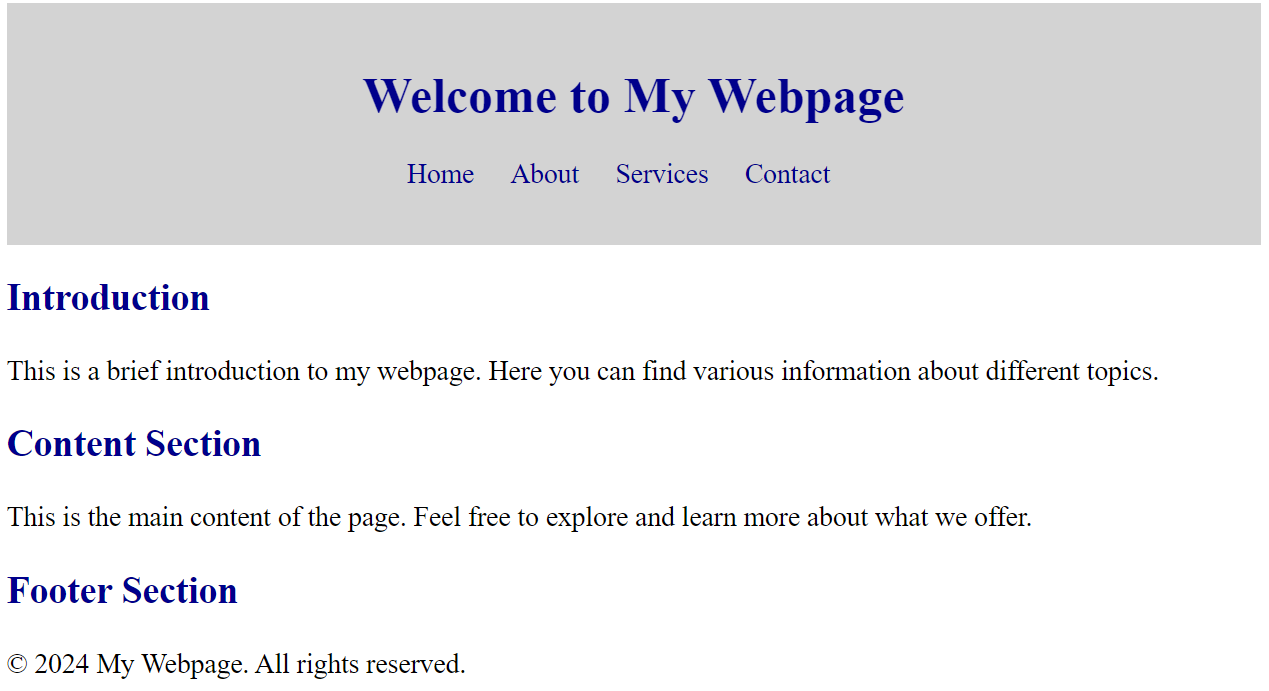 Welcome to My Webpage
Home About Services Contact
Introduction
This is a brief introduction to my webpage. Here you can find various information about different topics.
Content Section
This is the main content of the page. Feel free to explore and learn more about what we offer.
Footer Section
© 2024 My Webpage. All rights reserved.